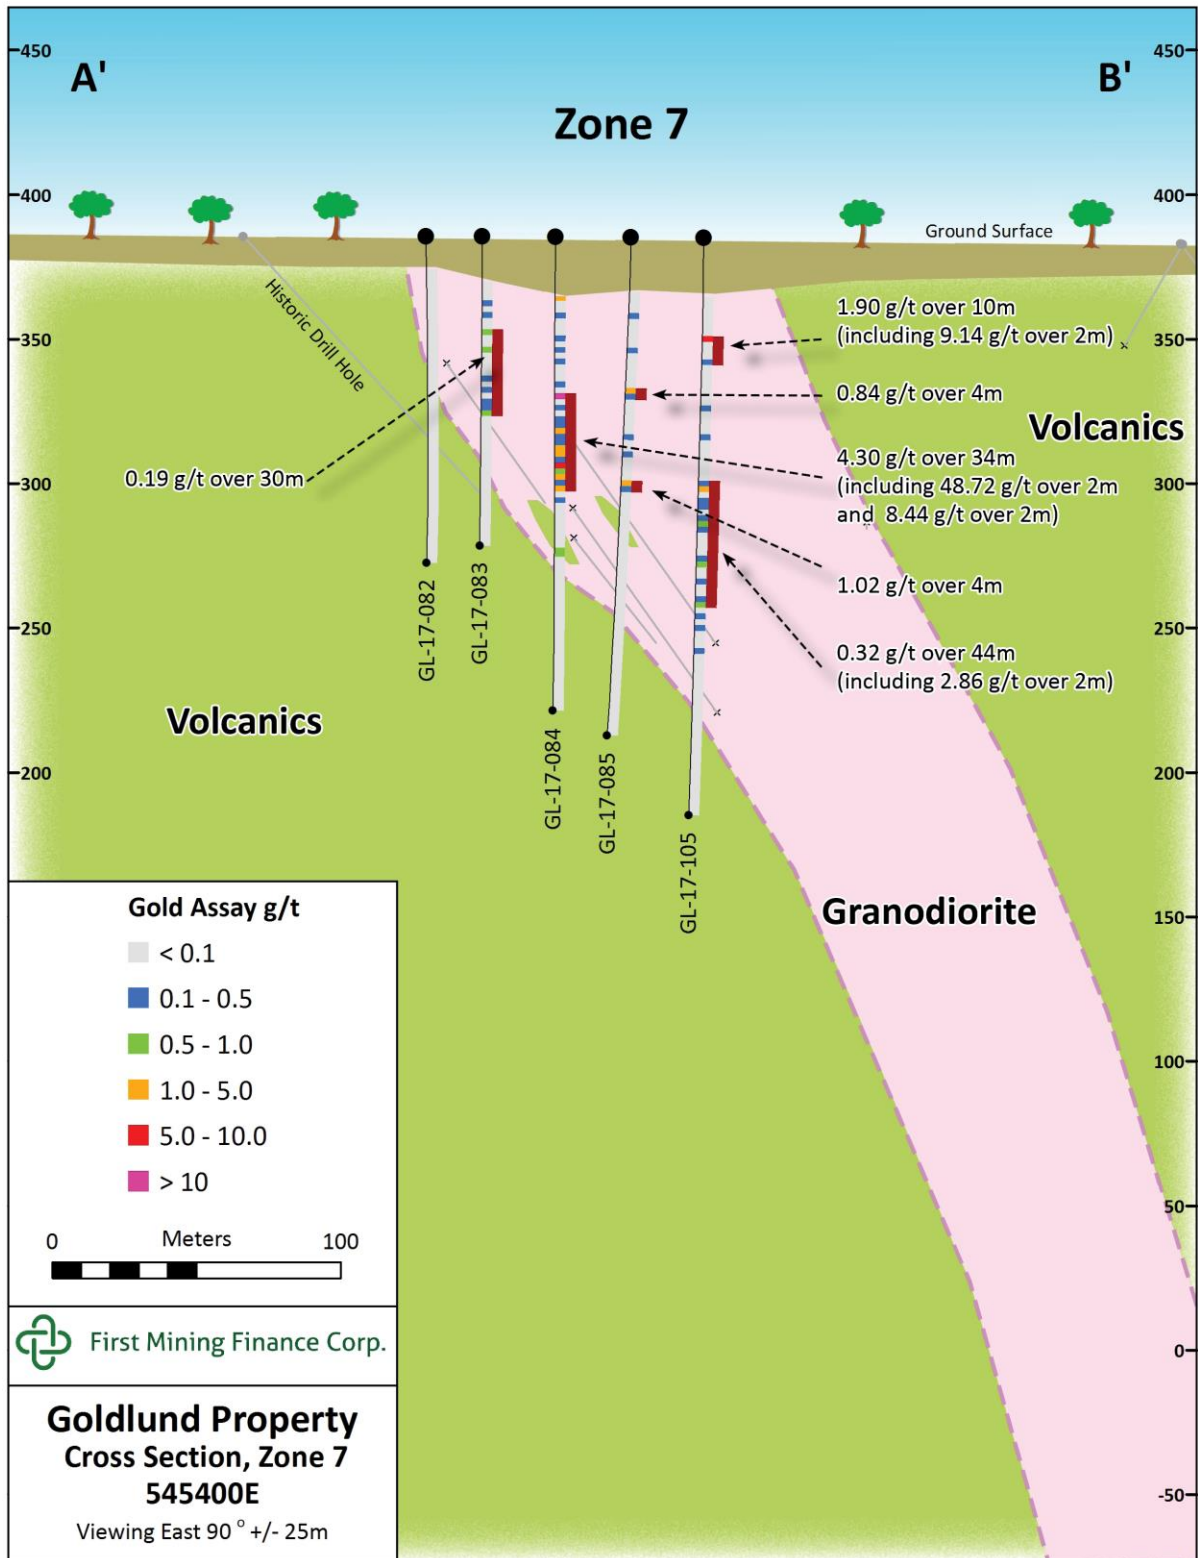 450
450
A'
B'
Zone 7
400
400
Ground Surface
Historic Drill Hole
350
350
1.90 g/t over 10m
(including 9.14 g/t over 2m)
0.84 g/t over 4m
Volcanics
4.30 g/t over 34m
(including 48.72 g/t over 2m
and 8.44 g/t over 2m)
0.19 g/t over 30m
300
300
1.02 g/t over 4m
GL-17-082
GL-17-083
GL-17-084
GL-17-085
GL-17-105
250
250
0.32 g/t over 44m
(including 2.86 g/t over 2m)
Volcanics
200
200
Granodiorite
150
100
50
0
-50
Gold Assay g/t
< 0.1
0.1 - 0.5
0.5 - 1.0
1.0 - 5.0
5.0 - 10.0
> 10
0 Meters 100
First Mining Finance Corp.
Goldlund Property
Cross Section, Zone 7
545400E
Viewing East 90 ° +/- 25m